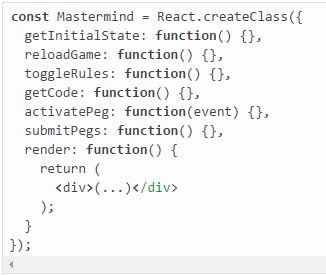 const Mastermind = React.createClass({
  getInitialState: function() {},
  reloadGame: function() {},
  toggleRules: function() {},
  getCode: function() {},
  activatePeg: function(event) {},
  submitPegs: function() {},
  render: function() {
    return (
      <div>(...)</div>
    );
  }
});